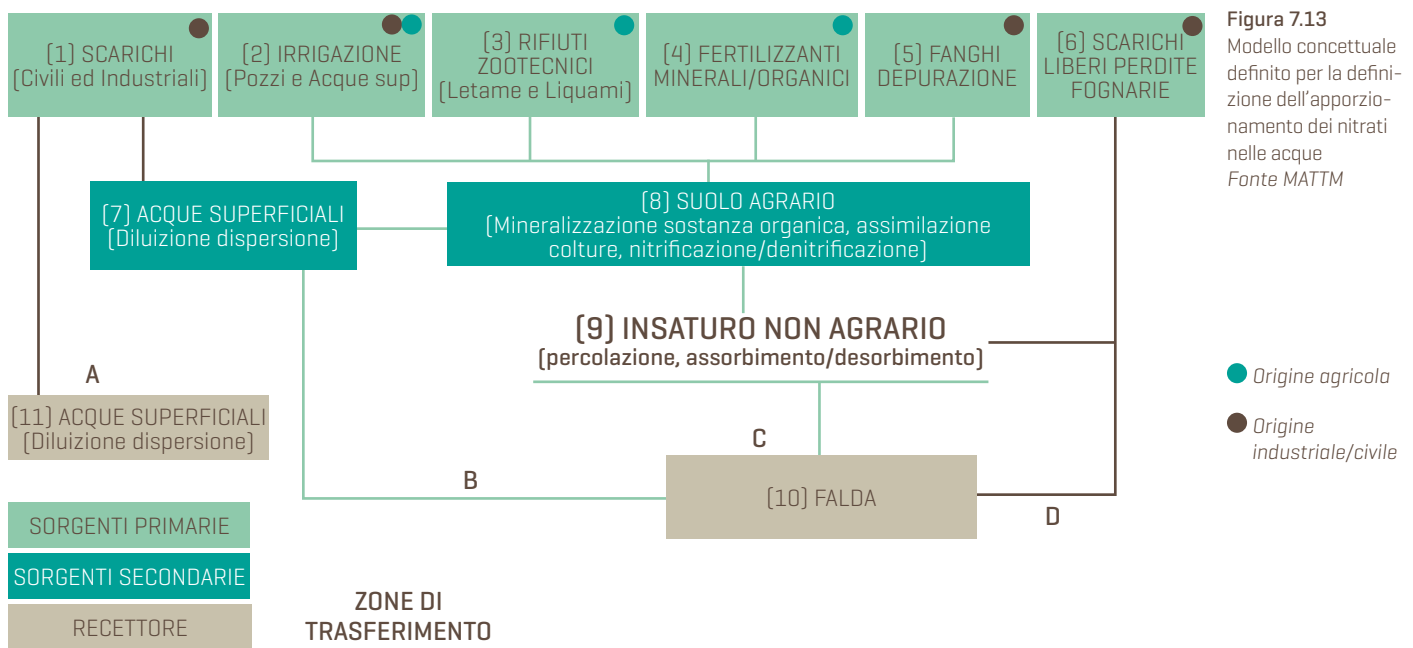 (1) SCARICHI
(Civili ed Industriali)
(2) IRRIGAZIONE
(Pozzi e Acque sup)
(3) RIFIUTI
ZOOTECNICI
(Letame e Liquami)
(4) FERTILIZZANTI
MINERALI/ORGANICI
(5) FANGHI
DEPURAZIONE
(6) SCARICHI
LIBERI PERDITE
FOGNARIE
Figura 7.13
Modello concettuale
definito per la defini-
zione dell'apporzio-
namento dei nitrati
nelle acque
Fonte MATTM
(7) ACQUE SUPERFICIALI
(Diluizione dispersione)
(8) SUOLO AGRARIO
(Mineralizzazione sostanza organica, assimilazione
colture, nitrificazione/denitrificazione)
(9) INSATURO NON AGRARIO
(percolazione, assorbimento/desorbimento)
A
(11) ACQUE SUPERFICIALI
(Diluizione dispersione)
Origine agricola
Origine
industriale/civile
C
B
(10) FALDA
D
SORGENTI PRIMARIE
SORGENTI SECONDARIE
RECETTORE
ZONE DI
TRASFERIMENTO